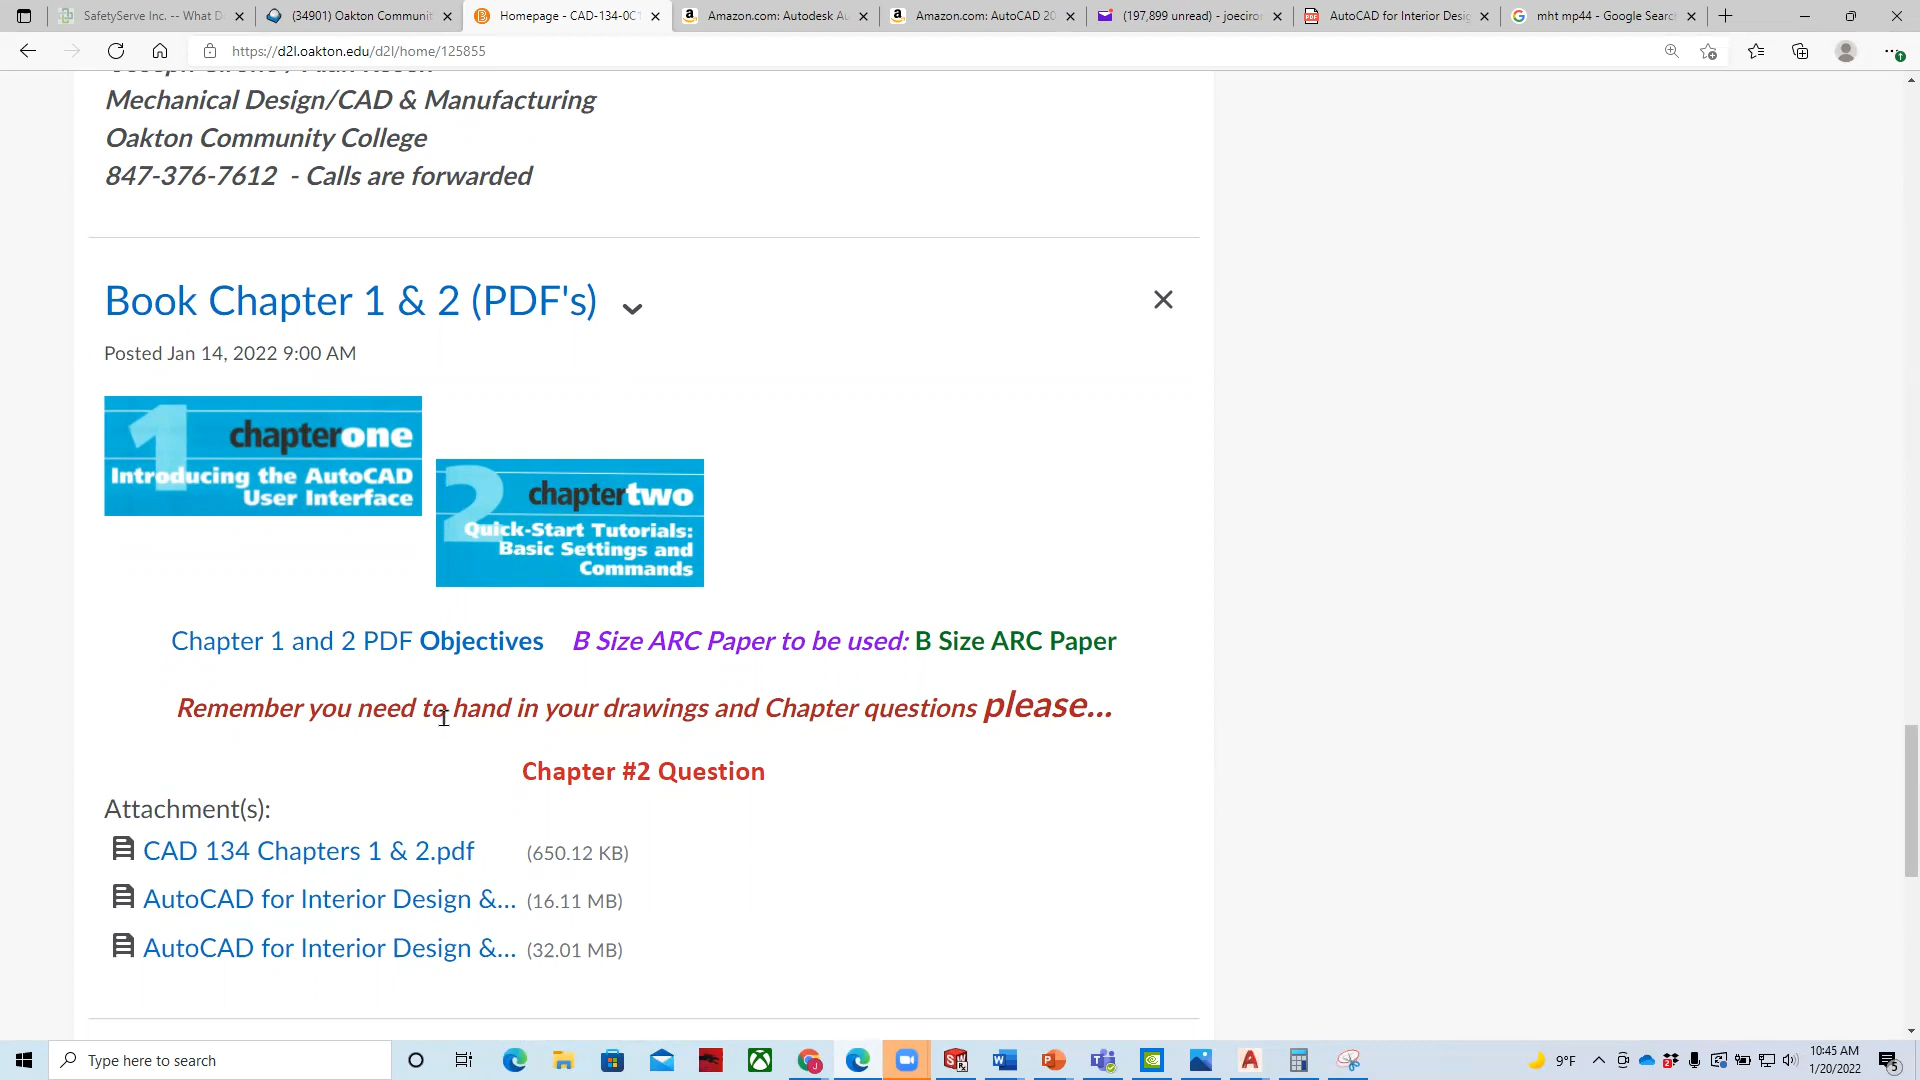 SafetyServe Inc. -- What D
(34901) Oakton Communit
Homepage - CAD-134-0C1
Amazon.com: Autodesk Au
Amazon.com: AutoCAD 20
(197,899 unread) - joeciror
AutoCAD for Interior Desig
mht mp44 - Google Searc
https://d2l.oakton.edu/d2l/home/125855
Mechanical Design/CAD & Manufacturing
Oakton Community College
847-376-7612 - Calls are forwarded
Book Chapter 1 & 2 (PDF's)
Posted Jan 14, 2022 9:00 AM
1 chapterone
Introducing the AutoCAD
User Interface
2 chaptertwo
Quick-Start Tutorials:
Basic Settings and
Commands
Chapter 1 and 2 PDF Objectives B Size ARC Paper to be used: B Size ARC Paper
Remember you need to hand in your drawings and Chapter questions please...
Chapter #2 Question
Attachment(s):
CAD 134 Chapters 1 & 2.pdf (650.12 KB)
AutoCAD for Interior Design &... (16.11 MB)
AutoCAD for Interior Design &... (32.01 MB)
Type here to search
9°F
10:45 AM
1/20/2022